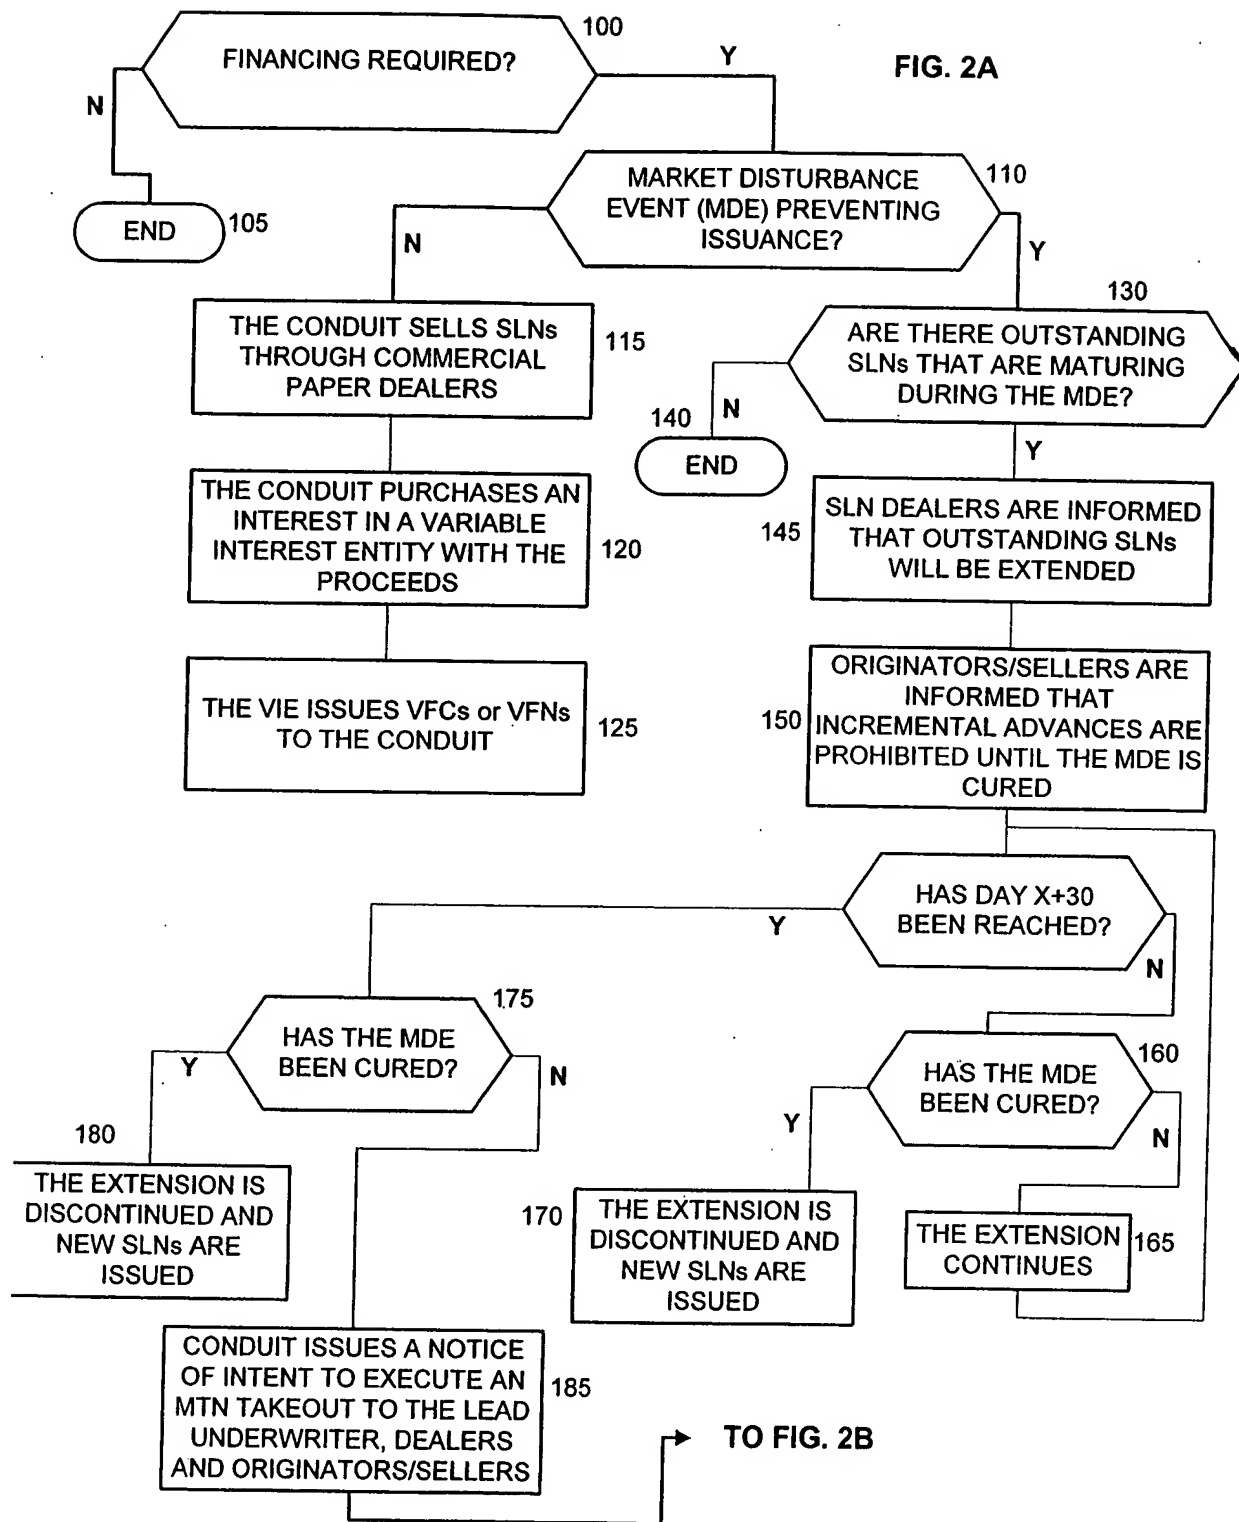 100
FINANCING REQUIRED?
Y
FIG. 2A
N
MARKET DISTURBANCE
EVENT (MDE) PREVENTING
ISSUANCE?
110
END
105
N
Y
130
THE CONDUIT SELLS SLNs
THROUGH COMMERCIAL
PAPER DEALERS
115
ARE THERE OUTSTANDING
SLNs THAT ARE MATURING
DURING THE MDE?
N
140
END
Y
THE CONDUIT PURCHASES AN
INTEREST IN A VARIABLE
INTEREST ENTITY WITH THE
PROCEEDS
120
145
SLN DEALERS ARE INFORMED
THAT OUTSTANDING SLNs
WILL BE EXTENDED
THE VIE ISSUES VFCs or VFNs
TO THE CONDUIT
125
150
ORIGINATORS/SELLERS ARE
INFORMED THAT
INCREMENTAL ADVANCES ARE
PROHIBITED UNTIL THE MDE IS
CURED
HAS DAY X+30
BEEN REACHED?
Y
N
175
HAS THE MDE
BEEN CURED?
Y
N
160
HAS THE MDE
BEEN CURED?
Y
N
180
THE EXTENSION IS
DISCONTINUED AND
NEW SLNs ARE
ISSUED
170
THE EXTENSION IS
DISCONTINUED AND
NEW SLNs ARE
ISSUED
THE EXTENSION
CONTINUES
165
CONDUIT ISSUES A NOTICE
OF INTENT TO EXECUTE AN
MTN TAKEOUT TO THE LEAD
UNDERWRITER, DEALERS
AND ORIGINATORS/SELLERS
185
TO FIG. 2B